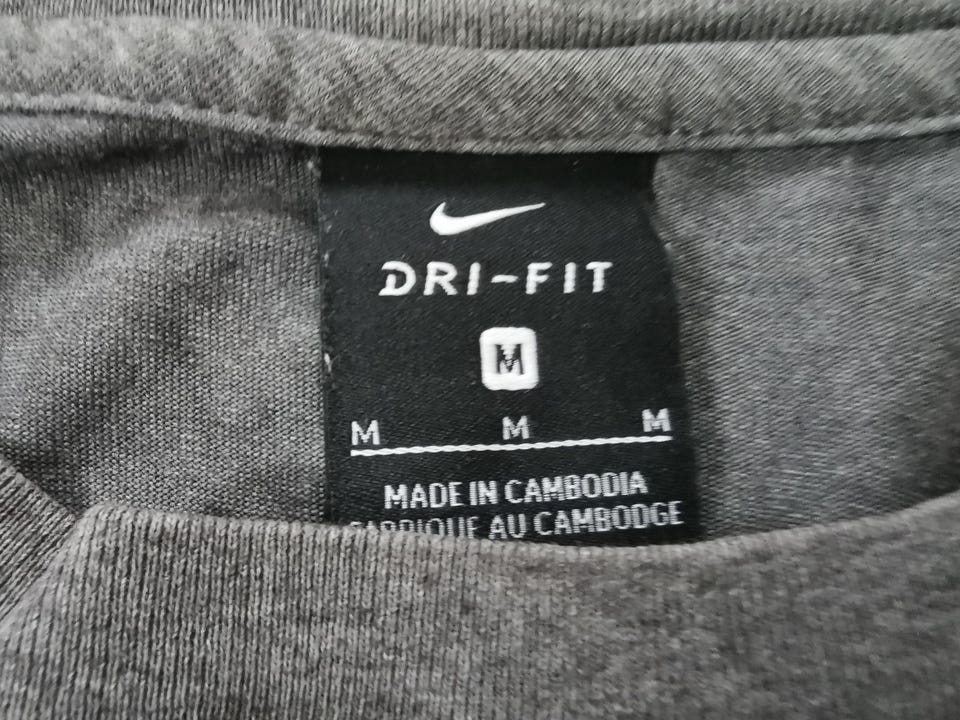 DRI-FIT
M
M M M
MADE IN CAMBODIA
FABRIQUE AU CAMBODGE